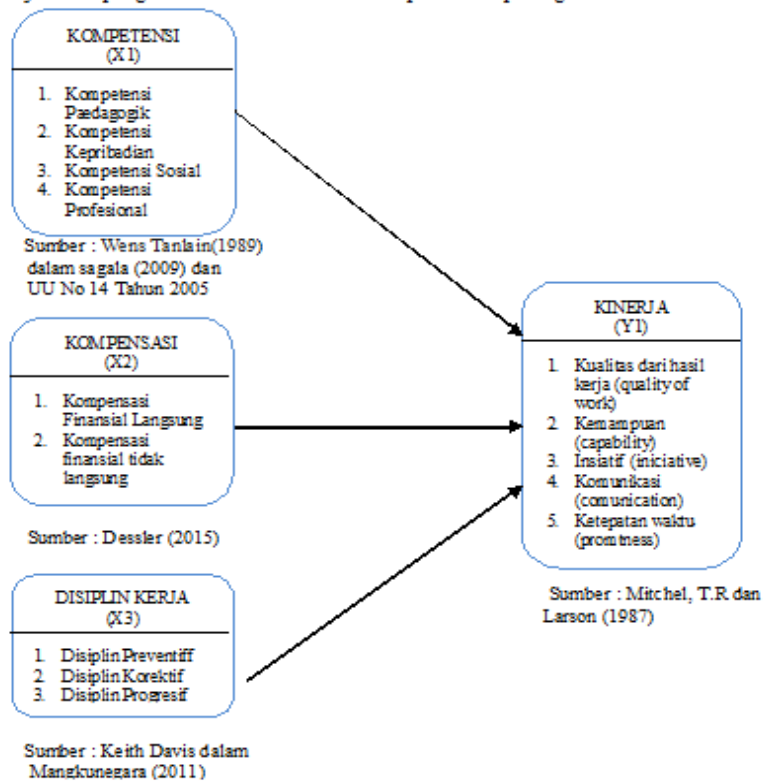 KOMPETENSI
(X1)
1. Kompetensi
Paedagogik
2. Kompetensi
Kepribadian
3. Kompetensi Sosial
4. Kompetensi
Profesional
Sumber : Wens Tanlain(1989)
dalam sagala (2009) dan
UU No 14 Tahun 2005
KOMPENSASI
(X2)
1. Kompensasi
Finansial Langsung
2. Kompensasi
finansial tidak
langsung
Sumber : Dessler (2015)
DISIPLIN KERJA
(X3)
1. Disiplin Preventiff
2. Disiplin Korektif
3. Disiplin Progresif
Sumber : Keith Davis dalam
Mangkunegara (2011)
KINERJA
(Y1)
1. Kualitas dari hasil
kerja (quality of
work)
2. Kemampuan
(capability)
3. Insiatif (iniciative)
4. Komunikasi
(comunication)
5. Ketepatan waktu
(promtness)
Sumber : Mitchel, T.R dan
Larson (1987)